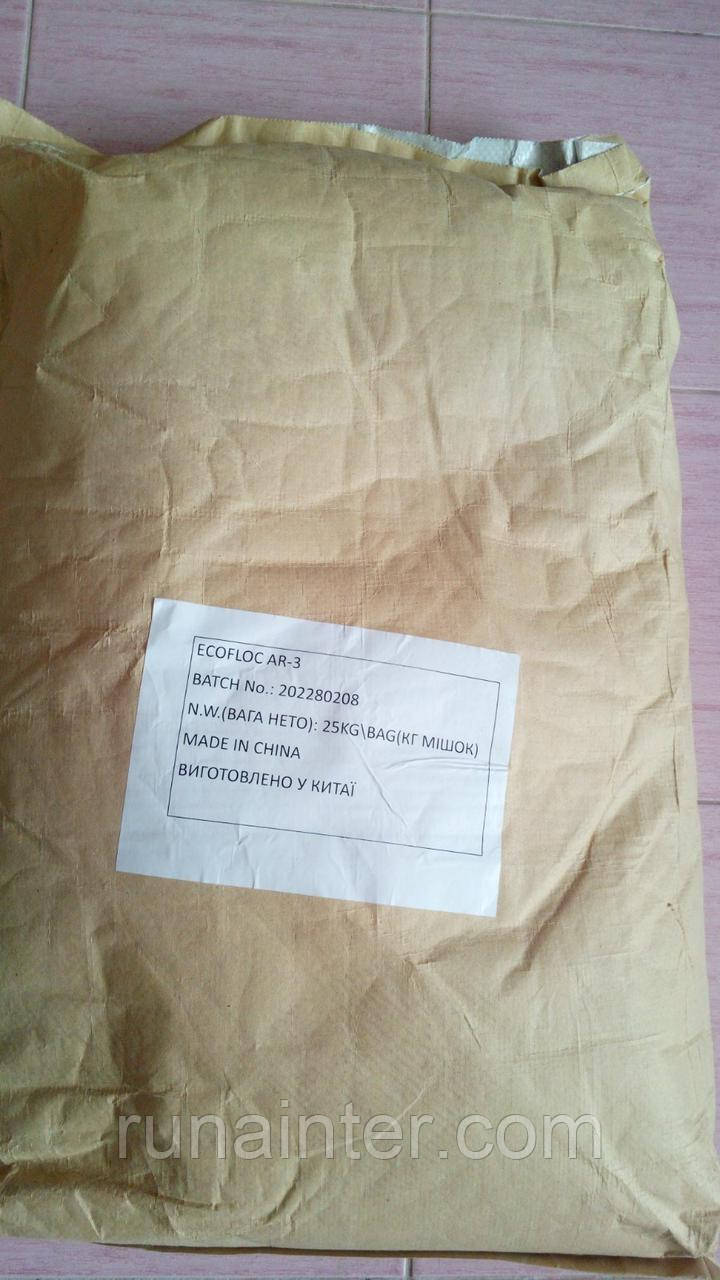 ECOFLOC AR-3
BATCH No.: 202280208
N.W.(ВАГА НЕТО): 25KG\BAG(КГ МІШОК)
MADE IN CHINA
ВИГОТОВЛЕНО У КИТАЇ
runainter.com